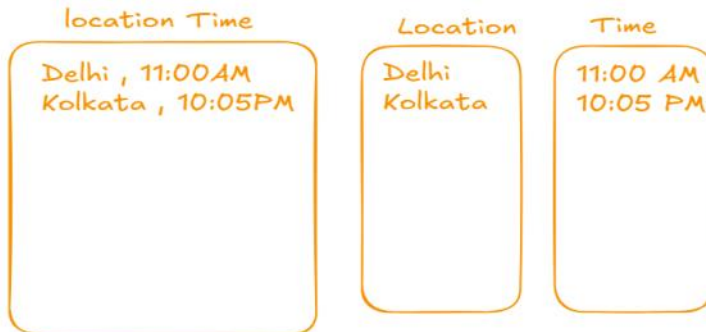 location Time
Delhi , 11:00AM
Kolkata , 10:05PM
Location
Delhi
Kolkata
Time
11:00 AM
10:05 PM